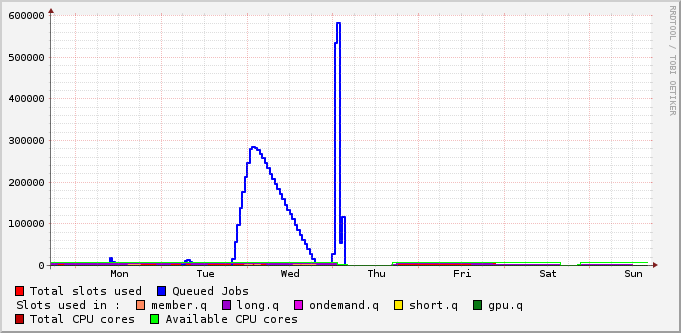 600000
500000
400000
300000
200000
100000
0
Mon Tue Wed Thu Fri Sat Sun
RRDTOOL / TOBI OETIKER
Total slots used Queued Jobs
Slots used in : member.q long.q ondemand.q short.q gpu.q
Total CPU cores Available CPU cores